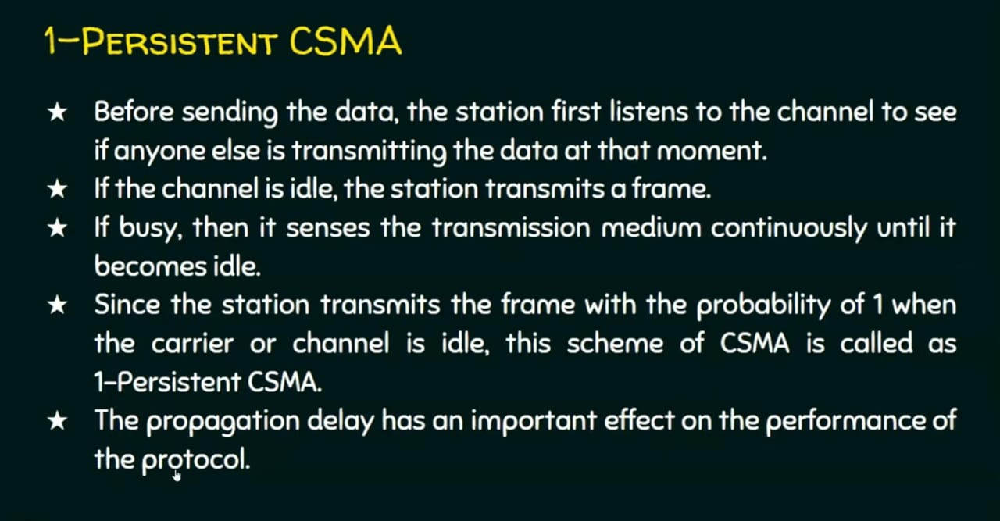 1-Persistent CSMA
★ Before sending the data, the station first listens to the channel to see
if anyone else is transmitting the data at that moment.
★ If the channel is idle, the station transmits a frame.
★ If busy, then it senses the transmission medium continuously until it
becomes idle.
★ Since the station transmits the frame with the probability of 1 when
the carrier or channel is idle, this scheme of CSMA is called as
1-Persistent CSMA.
★ The propagation delay has an important effect on the performance of
the protocol.